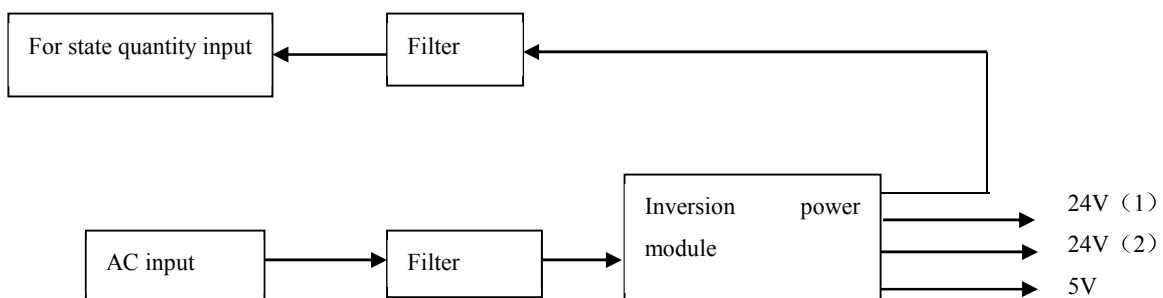 For state quantity input
Filter
Inversion power
module
24V（1）
24V（2）
5V
AC input
Filter